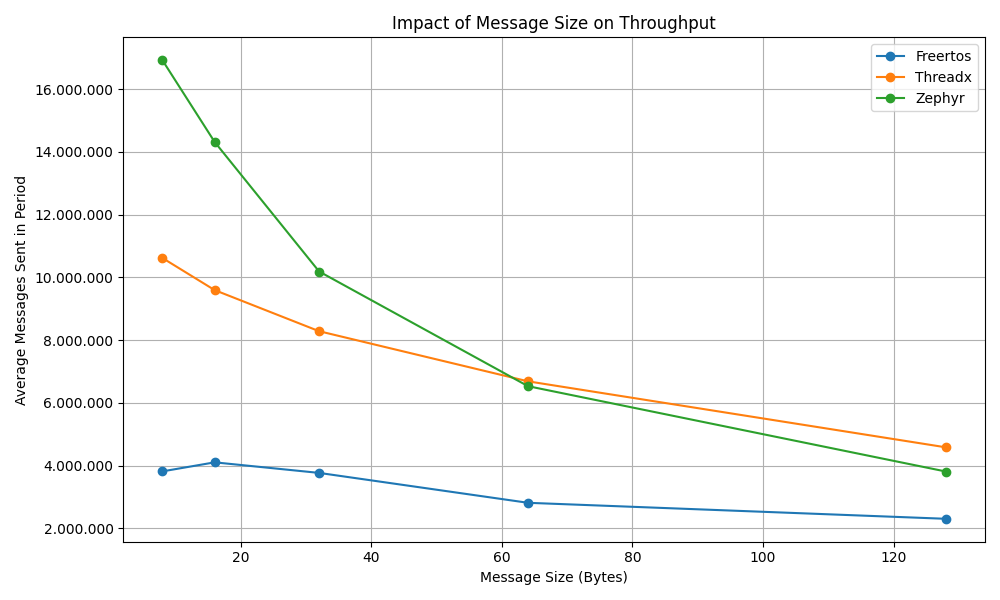 Impact of Message Size on Throughput
Freertos
Threadx
Zephyr
Average Messages Sent in Period
16.000.000
14.000.000
12.000.000
10.000.000
8.000.000
6.000.000
4.000.000
2.000.000
20 40 60 80 100 120
Message Size (Bytes)